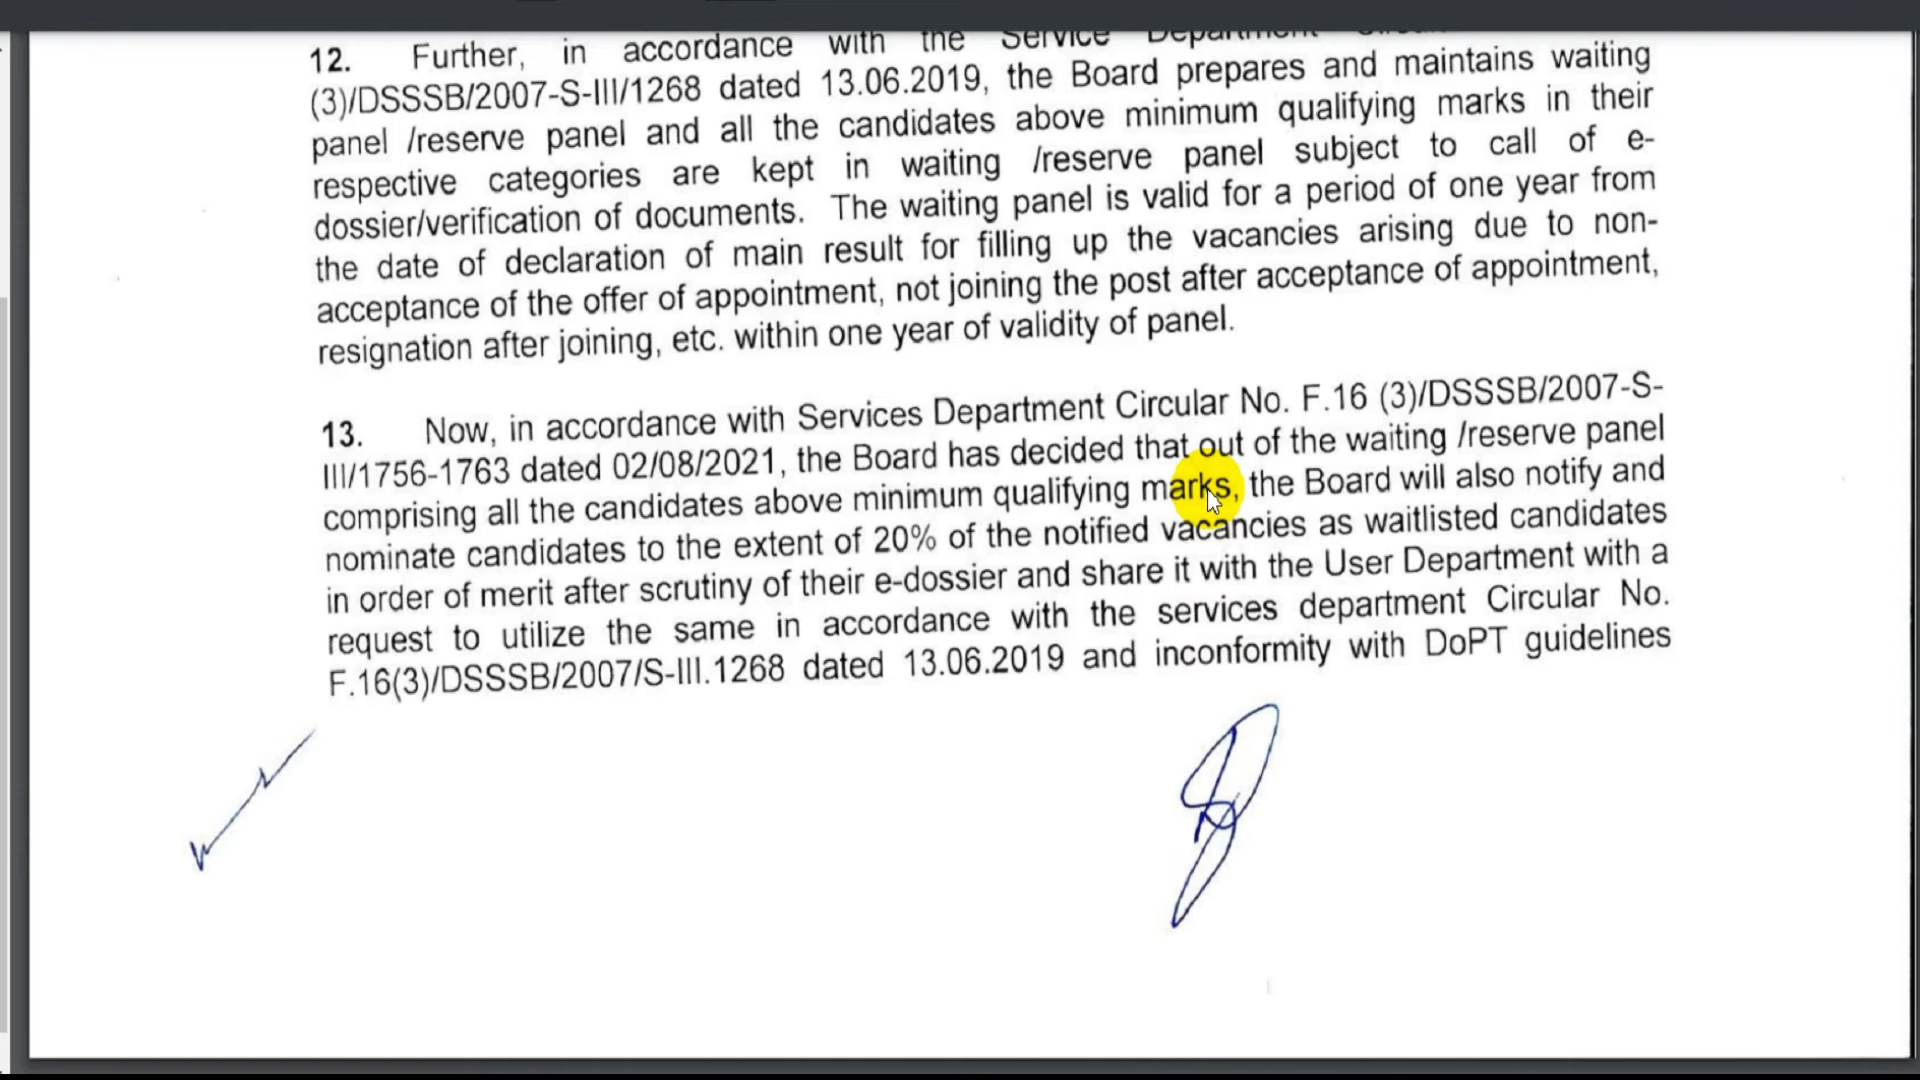 12. Further, in accordance with the Service Department
(3)/DSSSB/2007-S-III/1268 dated 13.06.2019, the Board prepares and maintains waiting
panel /reserve panel and all the candidates above minimum qualifying marks in their
respective categories are kept in waiting /reserve panel subject to call of e-
dossier/verification of documents. The waiting panel is valid for a period of one year from
the date of declaration of main result for filling up the vacancies arising due to non-
acceptance of the offer of appointment, not joining the post after acceptance of appointment,
resignation after joining, etc. within one year of validity of panel.
13. Now, in accordance with Services Department Circular No. F.16 (3)/DSSSB/2007-S-
III/1756-1763 dated 02/08/2021, the Board has decided that out of the waiting /reserve panel
comprising all the candidates above minimum qualifying marks, the Board will also notify and
nominate candidates to the extent of 20% of the notified vacancies as waitlisted candidates
in order of merit after scrutiny of their e-dossier and share it with the User Department with a
request to utilize the same in accordance with the services department Circular No.
F.16(3)/DSSSB/2007/S-III.1268 dated 13.06.2019 and inconformity with DoPT guidelines